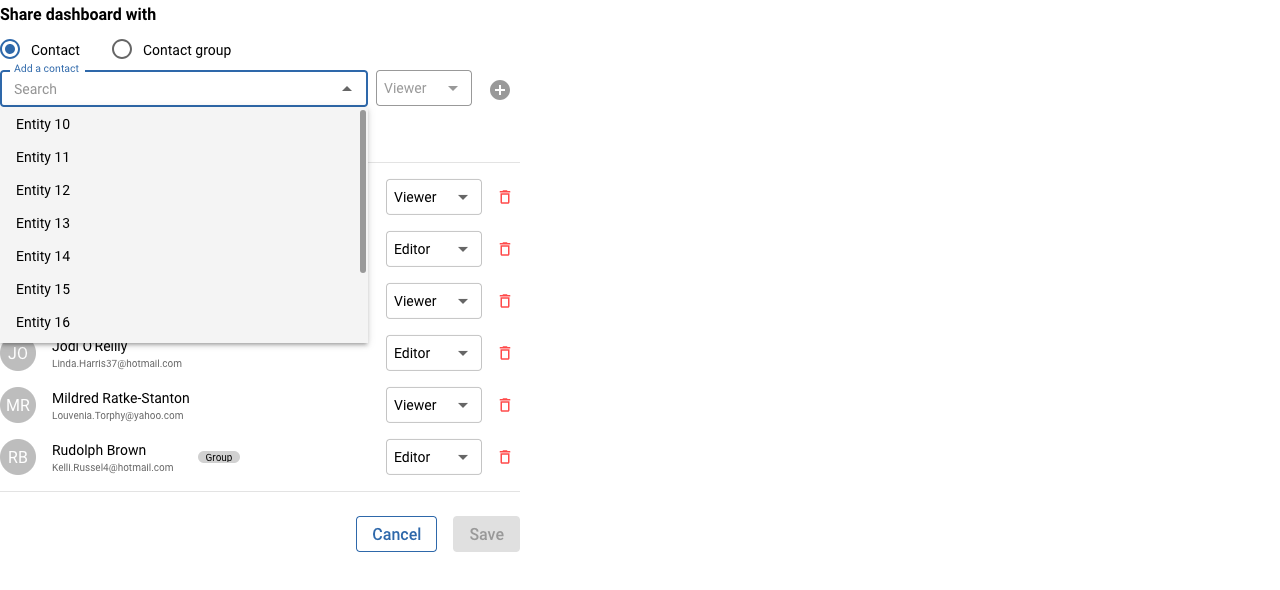 Share dashboard with
Contact
Contact group
Add a contact
Search
Viewer
Entity 10
Entity 11
Entity 12
Viewer
Entity 13
Entity 14
Editor
Entity 15
Viewer
Entity 16
JO
Jodi O'Reilly
Linda.Harris37@hotmail.com
Editor
MR
Mildred Ratke-Stanton
Louvenia.Torphy@yahoo.com
Viewer
RB
Rudolph Brown
Kelli.Russel4@hotmail.com
Group
Editor
Cancel
Save